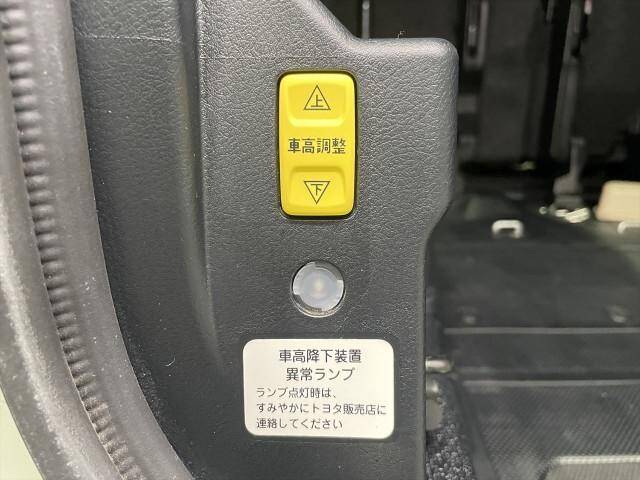 上
車高調整
下
車高降下装置
異常ランプ
ランプ点灯時は、
すみやかにトヨタ販売店に
連絡してください